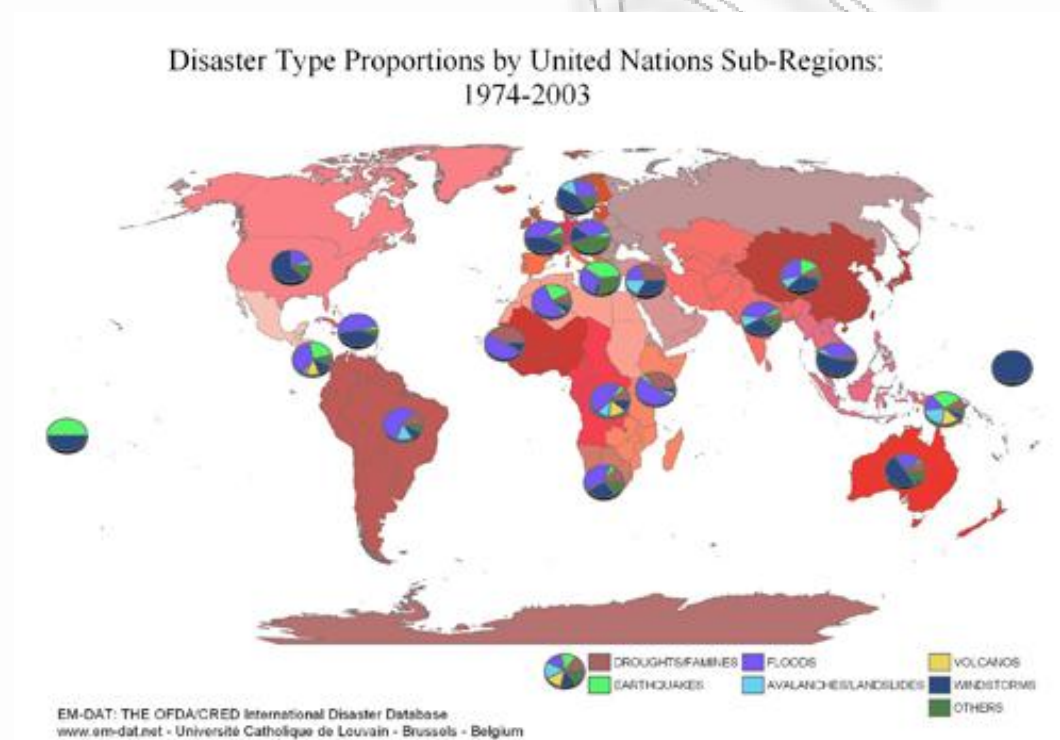 Disaster Type Proportions by United Nations Sub-Regions:
1974-2003
DROUGHTS/FAMINES
FLOODS
VOLCANOS
EARTHQUAKES
AVALANCHES/LANDSLIDES
WINDSTORMS
OTHERS
EM-DAT: THE OFDA/CRED International Disaster Database
www.em-dat.net - Université Catholique de Louvain - Brussels - Belgium